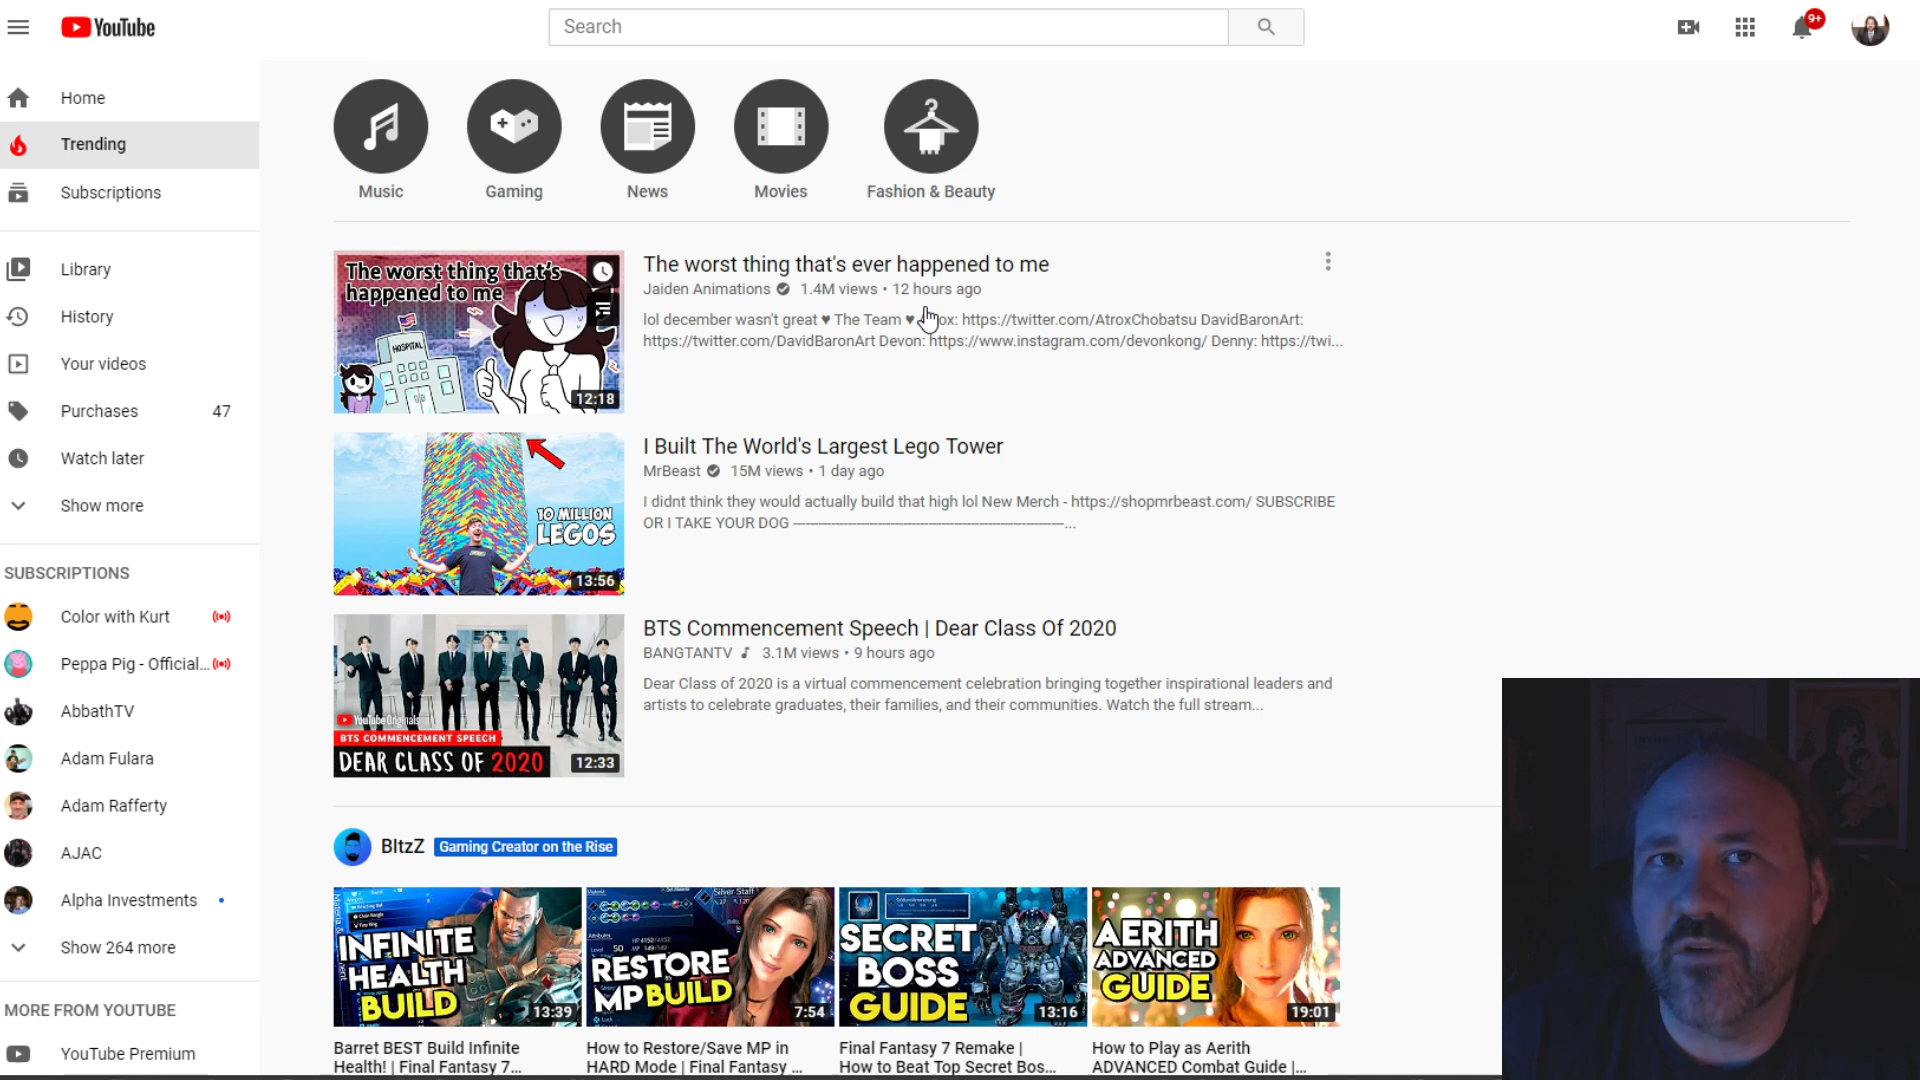 YouTube
Search
9+
Home
Trending
Subscriptions
Library
History
Your videos
Purchases 47
Watch later
Show more
SUBSCRIPTIONS
Color with Kurt
Peppa Pig - Official...
AbbathTV
Adam Fulara
Adam Rafferty
AJAC
Alpha Investments
Show 264 more
MORE FROM YOUTUBE
YouTube Premium
Music
Gaming
News
Movies
Fashion & Beauty
The worst thing that's
happened to me
HOSPITAL
12:18
The worst thing that's ever happened to me
Jaiden Animations 1.4M views • 12 hours ago
lol december wasn't great ♥ The Team ♥ ox: https://twitter.com/AtroxChobatsu DavidBaronArt:
https://twitter.com/DavidBaronArt Devon: https://www.instagram.com/devonkong/ Denny: https://twi...
10 MILLION
LEGOS
13:56
I Built The World's Largest Lego Tower
MrBeast 15M views • 1 day ago
I didnt think they would actually build that high lol New Merch - https://shopmrbeast.com/ SUBSCRIBE
OR I TAKE YOUR DOG ---------------------------------------------------------------...
YouTube Originals
BTS COMMENCEMENT SPEECH
DEAR CLASS OF 2020
12:33
BTS Commencement Speech | Dear Class Of 2020
BANGTANTV 3.1M views • 9 hours ago
Dear Class of 2020 is a virtual commencement celebration bringing together inspirational leaders and
artists to celebrate graduates, their families, and their communities. Watch the full stream...
BltzZ Gaming Creator on the Rise
INFINITE
HEALTH
BUILD
13:39
Silver Staff
RESTORE
MP BUILD
7:54
SECRET
BOSS
GUIDE
13:16
AERITH
ADVANCED
GUIDE
19:01
Barret BEST Build Infinite
Health! | Final Fantasy 7...
How to Restore/Save MP in
HARD Mode | Final Fantasy ...
Final Fantasy 7 Remake |
How to Beat Top Secret Bos...
How to Play as Aerith
ADVANCED Combat Guide |...